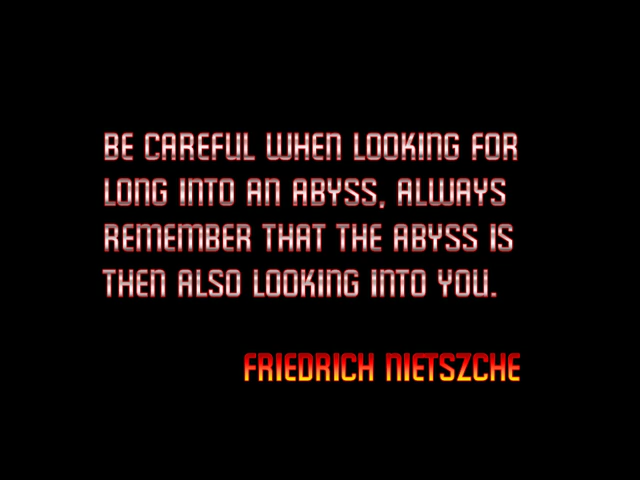 BE CAREFUL WHEN LOOKING FOR
LONG INTO AN ABYSS, ALWAYS
REMEMBER THAT THE ABYSS IS
THEN ALSO LOOKING INTO YOU.
FRIEDRICH NIETSZCHE